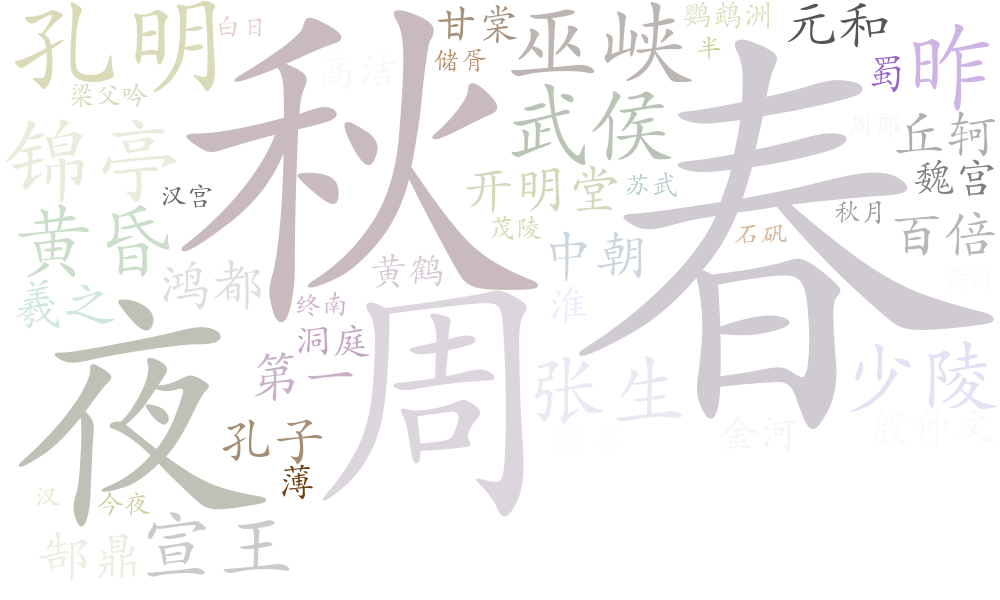 孔明
白日
梁父吟
高洁
秋
甘棠
储胥
巫峡
鹦鹉洲
半
元和
蜀
昨
锦亭
汉宫
武侯
春
周郎
丘轲
魏宫
开明堂
苏武
茂陵
秋月
百倍
石矾
中朝
黄昏
鸿都
黄鹤
黄河
羲之
终南
淮
洞庭
夜
周
第一
张生
少陵
孔子
薄
金河
殷仲文
汉
今夜
郜鼎
宣王